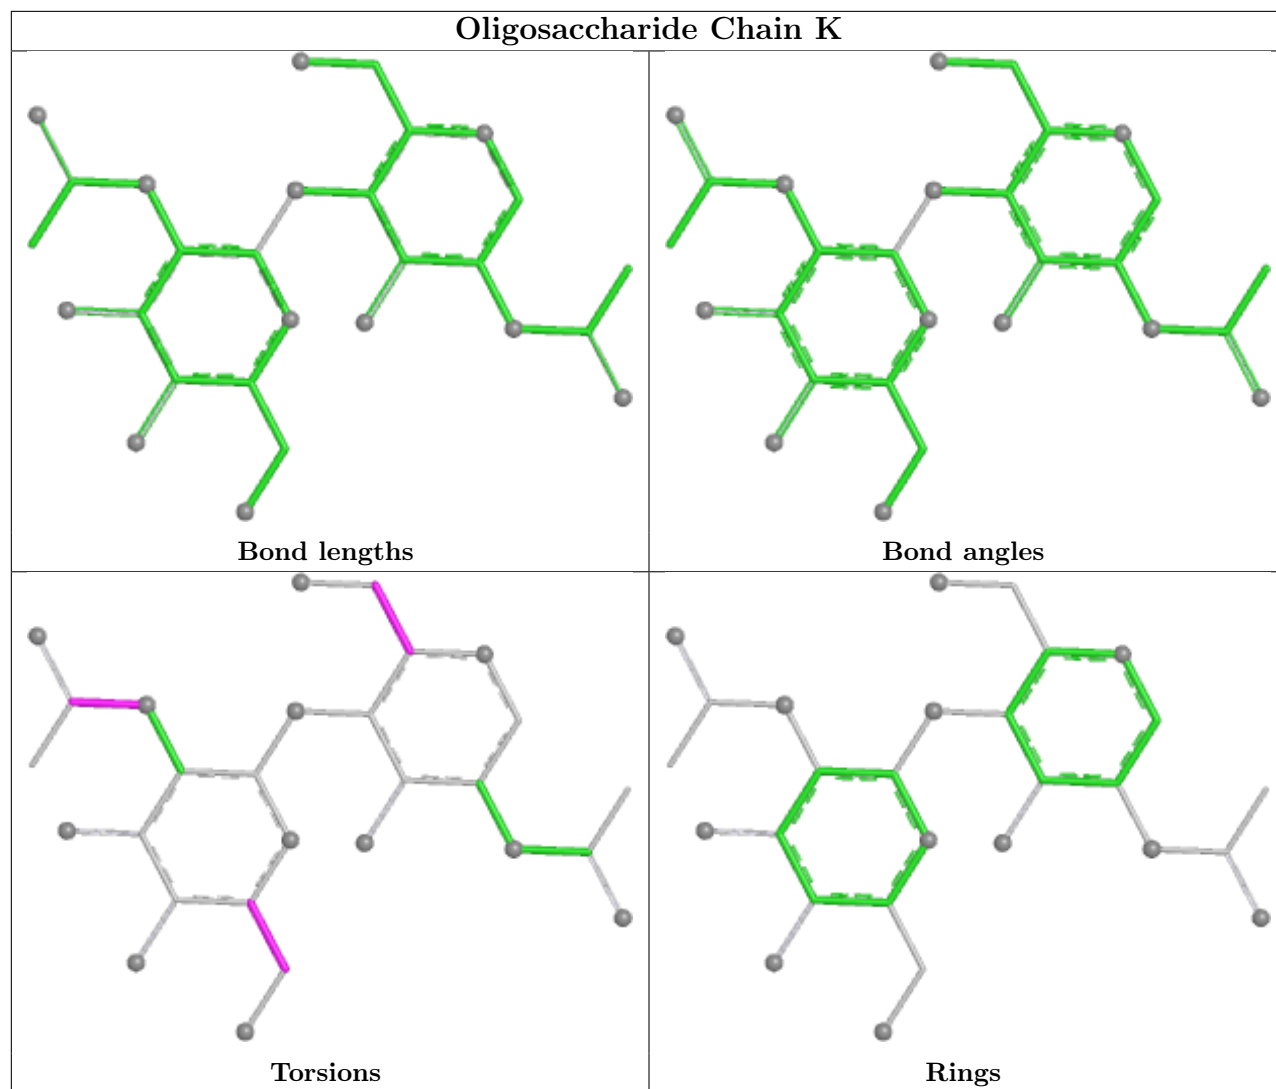 Oligosaccharide Chain K
Bond lengths
Bond angles
Torsions
Rings